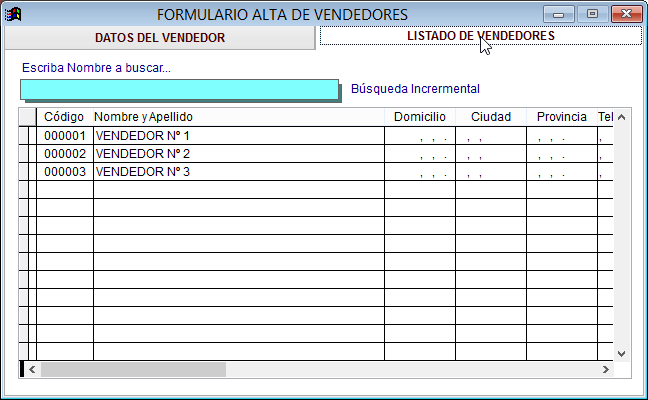 FORMULARIO ALTA DE VENDEDORES
DATOS DEL VENDEDOR LISTADO DE VENDEDORES
Escriba Nombre a buscar...
Búsqueda Incremental
Código Nombre y Apellido Domicilio Ciudad Provincia Tel
000001 VENDEDOR Nº 1 , , . , , , , . ,
000002 VENDEDOR Nº 2 , , . , , , , . ,
000003 VENDEDOR Nº 3 , , . , , , , . ,